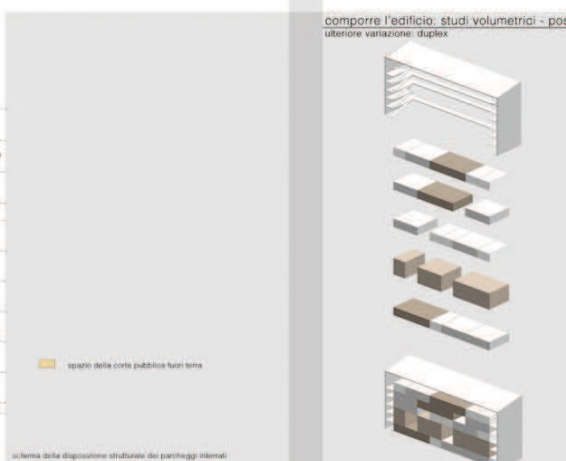 comporre l'edificio: studi volumetrici - pos
ulteriore variazione: duplex
spazio della corte pubblica fuori terra
schema della disposizione strutturale dei parcheggi interrati